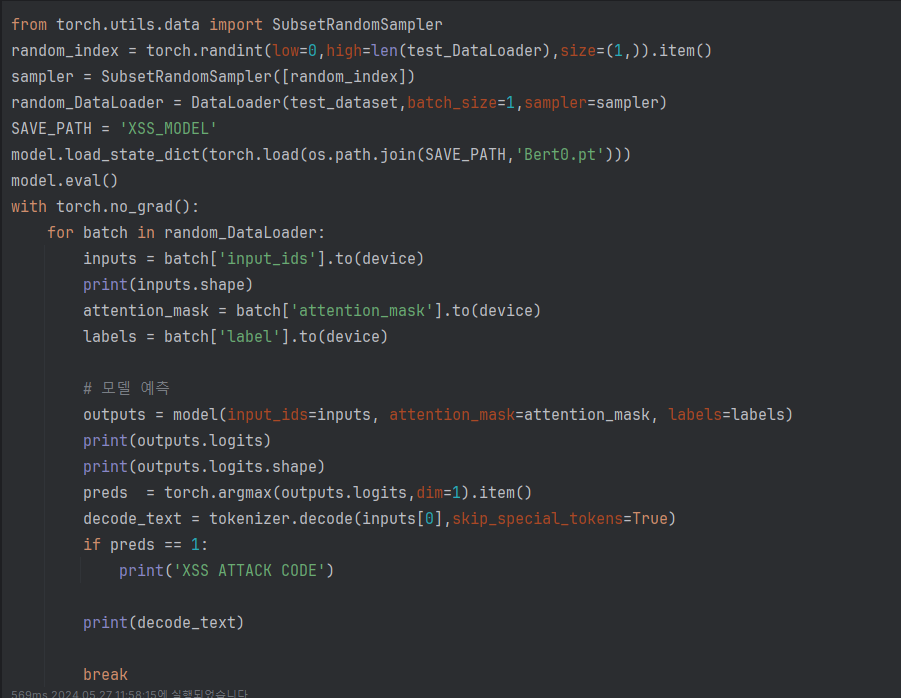 from torch.utils.data import SubsetRandomSampler
random_index = torch.randint(low=0,high=len(test_DataLoader),size=(1,)).item()
sampler = SubsetRandomSampler([random_index])
random_DataLoader = DataLoader(test_dataset,batch_size=1,sampler=sampler)
SAVE_PATH = 'XSS_MODEL'
model.load_state_dict(torch.load(os.path.join(SAVE_PATH,'Bert0.pt')))
model.eval()
with torch.no_grad():
    for batch in random_DataLoader:
        inputs = batch['input_ids'].to(device)
        print(inputs.shape)
        attention_mask = batch['attention_mask'].to(device)
        labels = batch['label'].to(device)
        # 모델 예측
        outputs = model(input_ids=inputs, attention_mask=attention_mask, labels=labels)
        print(outputs.logits)
        print(outputs.logits.shape)
        preds  = torch.argmax(outputs.logits,dim=1).item()
        decode_text = tokenizer.decode(inputs[0],skip_special_tokens=True)
        if preds == 1:
            print('XSS ATTACK CODE')
        print(decode_text)
        break
569ms 2024.05.27 11:58:15에 실행되었습니다